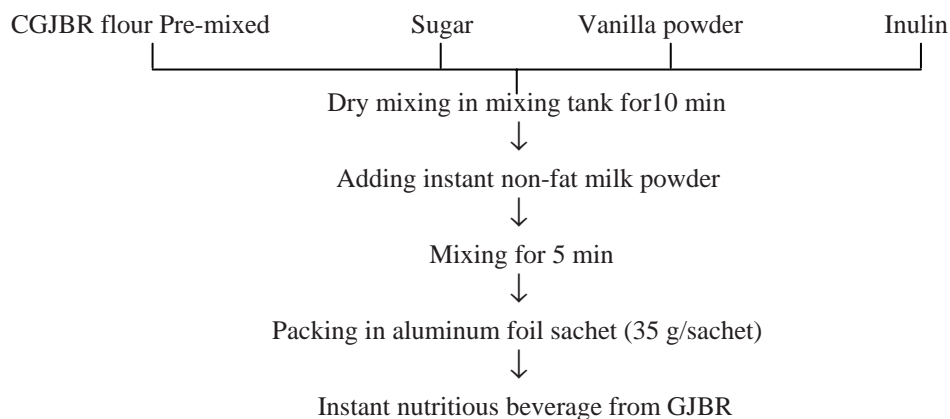 CGJBR flour Pre-mixed Sugar Vanilla powder Inulin
Dry mixing in mixing tank for10 min
↓
Adding instant non-fat milk powder
↓
Mixing for 5 min
↓
Packing in aluminum foil sachet (35 g/sachet)
↓
Instant nutritious beverage from GJBR